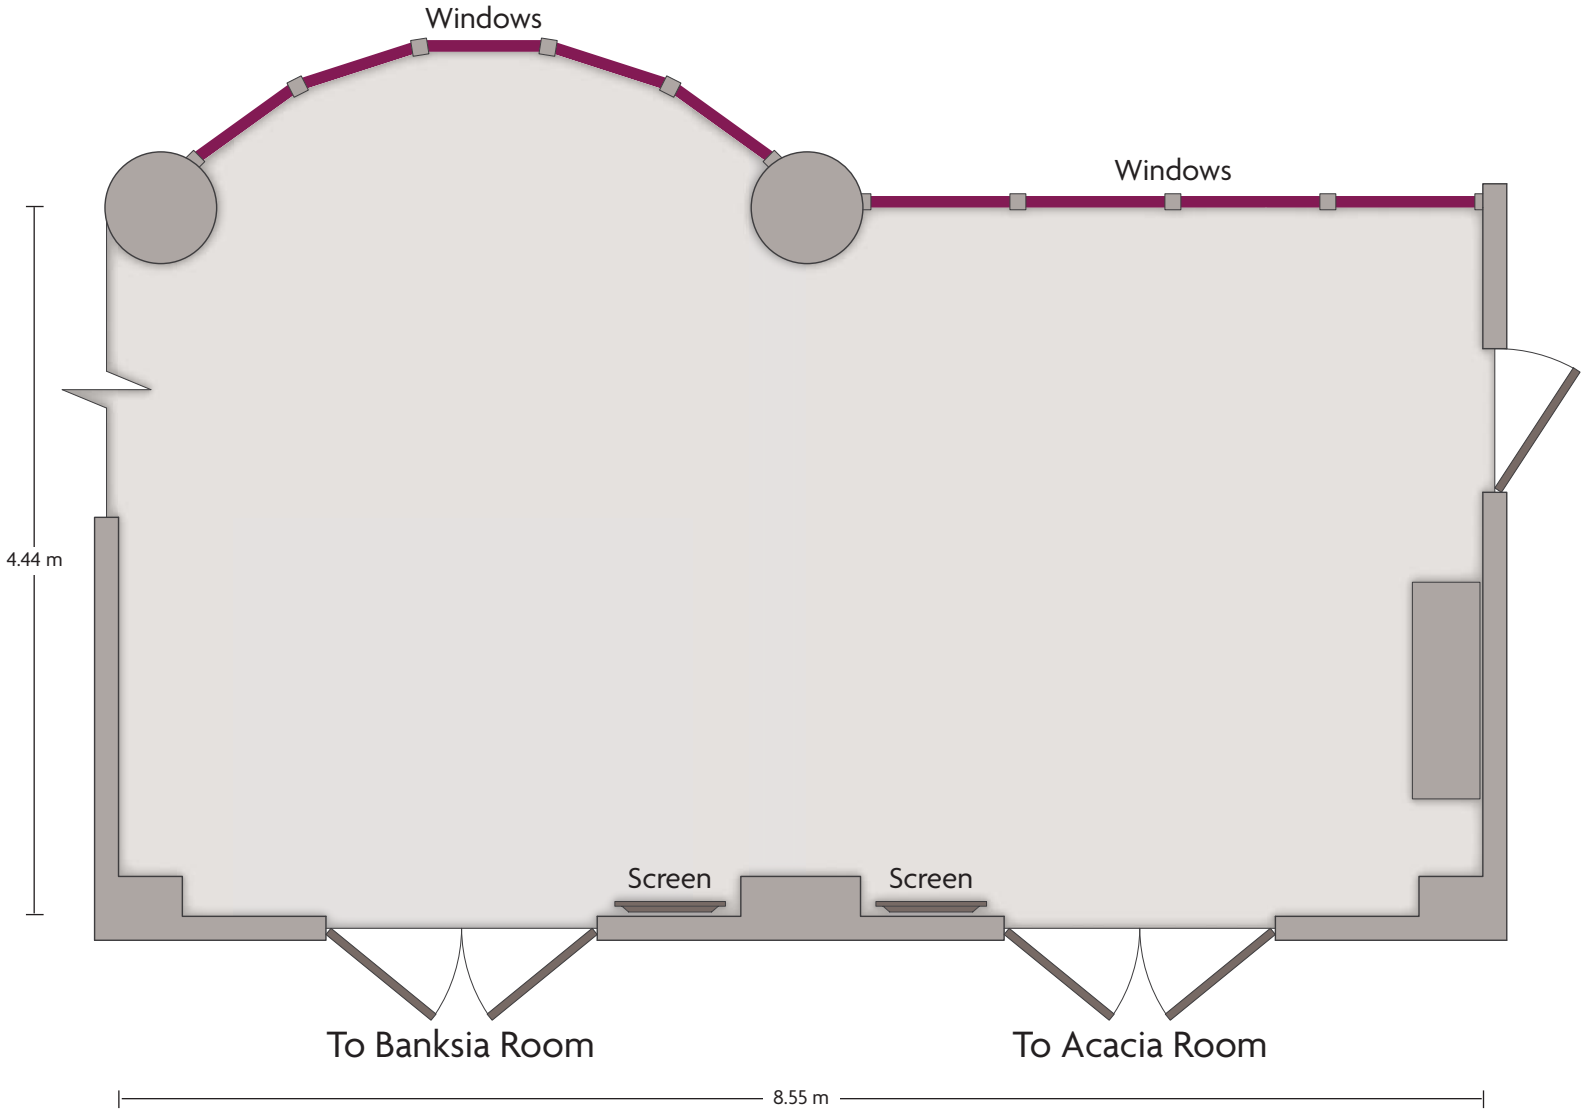 Windows
Windows
4.44 m
Screen
Screen
To Banksia Room
To Acacia Room
8.55 m